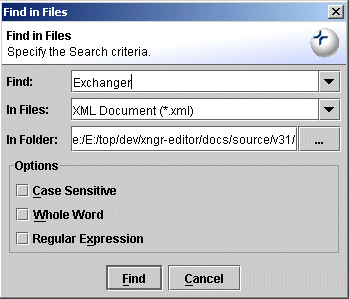 Find in Files
Find in Files
Specify the Search criteria.
Find: Exchanger
In Files: XML Document (*.xml)
In Folder: e:/E:/top/dev/xngr-editor/docs/source/v31/ ...
Options
Case Sensitive
Whole Word
Regular Expression
Find Cancel